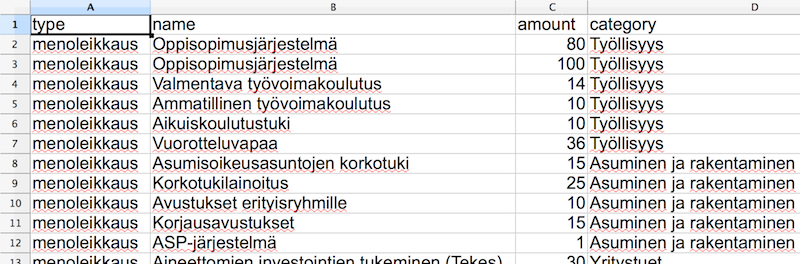 A B C D
1 type name amount category
2 menoleikkaus Oppisopimusjärjestelmä 80 Työllisyys
3 menoleikkaus Oppisopimusjärjestelmä 100 Työllisyys
4 menoleikkaus Valmentava työvoimakoulutus 14 Työllisyys
5 menoleikkaus Ammatillinen työvoimakoulutus 10 Työllisyys
6 menoleikkaus Aikuiskoulutustuki 10 Työllisyys
7 menoleikkaus Vuorotteluvapaa 36 Työllisyys
8 menoleikkaus Asumisoikeusasuntojen korkotuki 15 Asuminen ja rakentaminen
9 menoleikkaus Korkotukilainoitus 25 Asuminen ja rakentaminen
10 menoleikkaus Avustukset erityisryhmille 10 Asuminen ja rakentaminen
11 menoleikkaus Korjausavustukset 15 Asuminen ja rakentaminen
12 menoleikkaus ASP-järjestelmä 1 Asuminen ja rakentaminen
13 menoleikkaus Aineettomien investointien tukeminen (Tekes) 30 Yritystuet